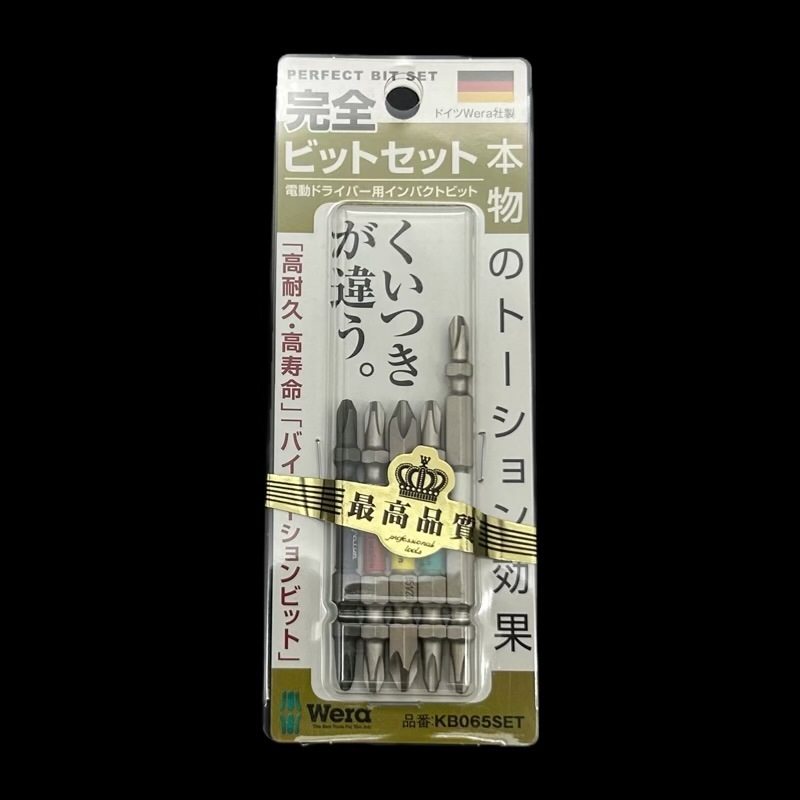 PERFECT BIT SET
完全
ドイツWera社製
ビットセット
電動ドライバー用インパクトビット
本物のトーション効果
くいつき
が違う。
「高耐久・高寿命」「バイ
ーションビット」
W
最高品質
professional
tools
Wera
品番:KB065SET